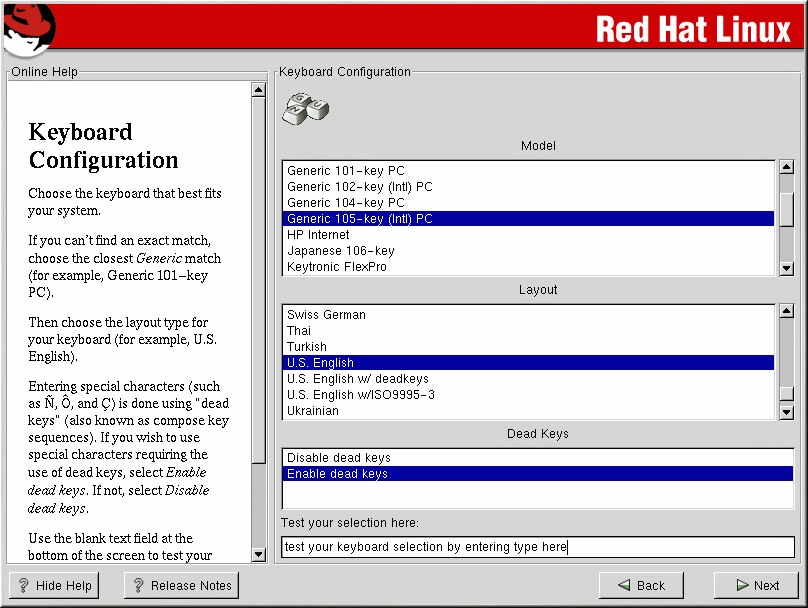 Red Hat Linux
Online Help
Keyboard
Configuration
Choose the keyboard that best fits
your system.
If you can't find an exact match,
choose the closest Generic match
(for example, Generic 101-key
PC).
Then choose the layout type for
your keyboard (for example, U.S.
English).
Entering special characters (such
as Ñ, Ô, and Ç) is done using "dead
keys" (also known as compose key
sequences). If you wish to use
special characters requiring the
use of dead keys, select Enable
dead keys. If not, select Disable
dead keys.
Use the blank text field at the
bottom of the screen to test your
Keyboard Configuration
G N U
Model
Generic 101-key PC
Generic 102-key (Intl) PC
Generic 104-key PC
Generic 105-key (Intl) PC
HP Internet
Japanese 106-key
Keytronic FlexPro
Layout
Swiss German
Thai
Turkish
U.S. English
U.S. English w/ deadkeys
U.S. English w/ISO9995-3
Ukrainian
Dead Keys
Disable dead keys
Enable dead keys
Test your selection here:
test your keyboard selection by entering type here
? Hide Help
? Release Notes
Back
Next